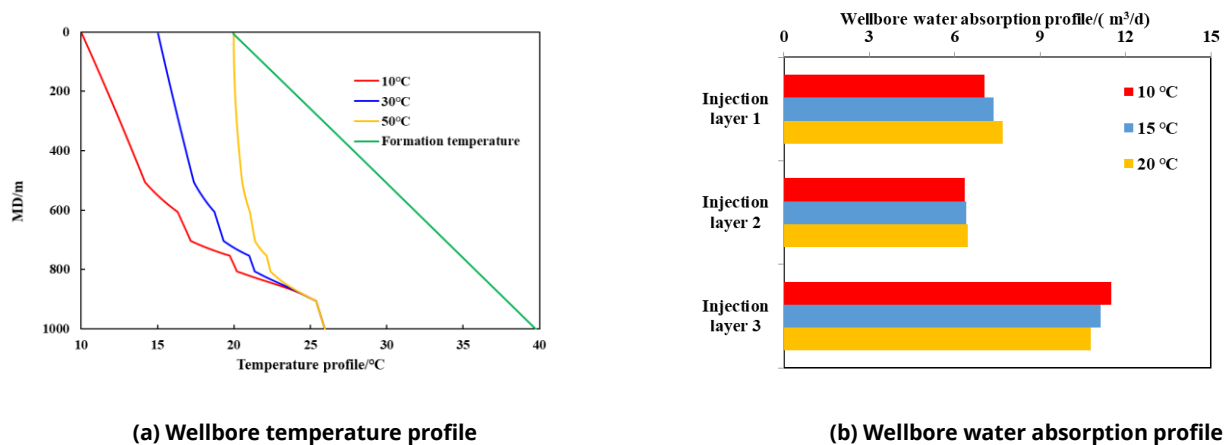 0
200
400
600
800
1000
MD/m
10 15 20 25 30 35 40
Temperature profile/°C
10°C
30°C
50°C
Formation temperature
(a) Wellbore temperature profile
Wellbore water absorption profile/( m³/d)
0 3 6 9 12 15
Injection
layer 1
Injection
layer 2
Injection
layer 3
10 °C
15 °C
20 °C
(b) Wellbore water absorption profile